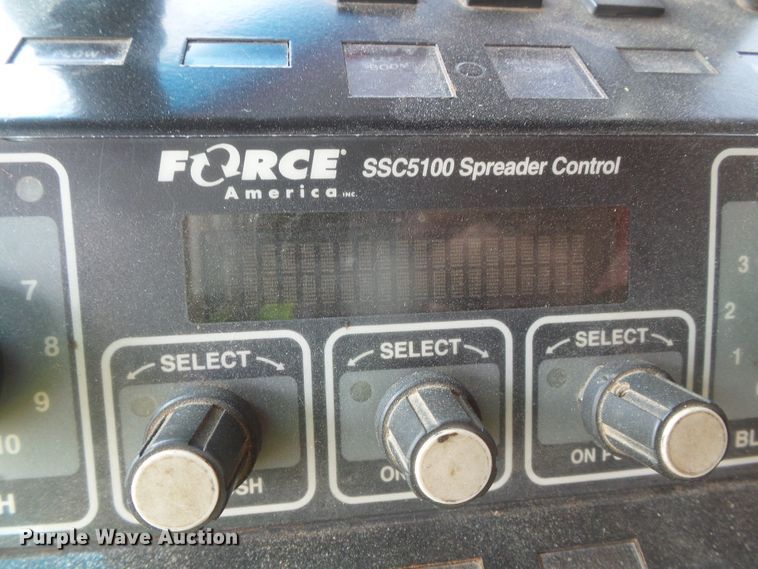 FORCE
America INC.
SSC5100 Spreader Control
SELECT
SELECT
SELECT
7
8
9
10
3
2
1
Purple Wave Auction